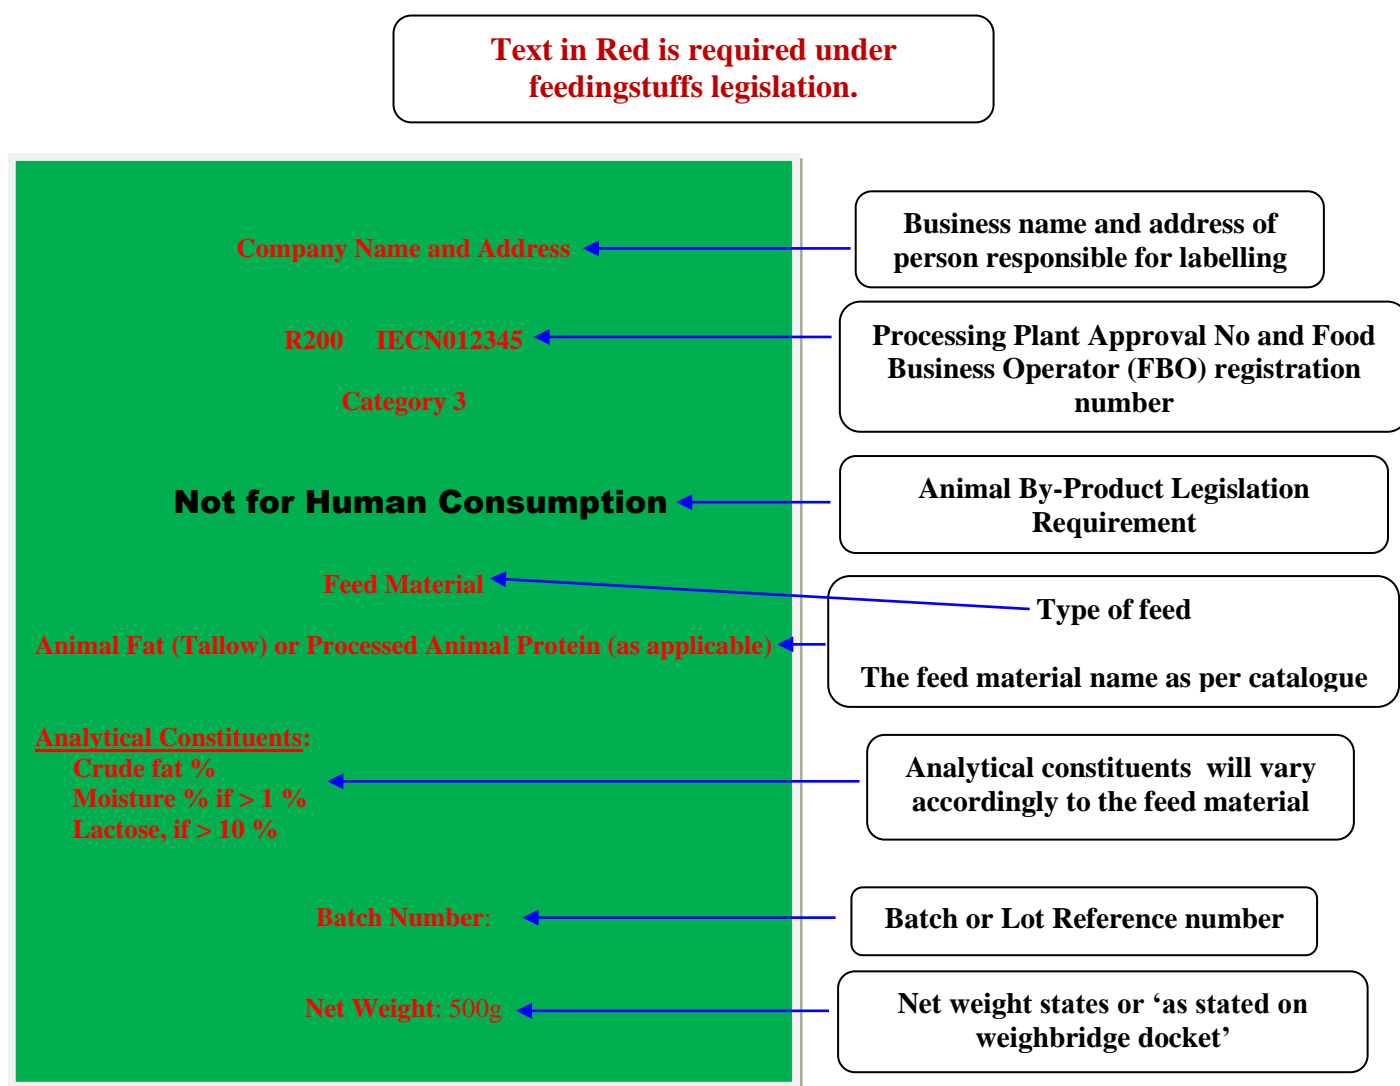 Text in Red is required under
feedingstuffs legislation.
Company Name and Address
Business name and address of
person responsible for labelling
R200 IECN012345
Processing Plant Approval No and Food
Business Operator (FBO) registration
number
Category 3
Not for Human Consumption
Animal By-Product Legislation
Requirement
Feed Material
Type of feed
Animal Fat (Tallow) or Processed Animal Protein (as applicable)
The feed material name as per catalogue
Analytical Constituents:
Crude fat %
Moisture % if > 1 %
Lactose, if > 10 %
Analytical constituents will vary
accordingly to the feed material
Batch Number:
Batch or Lot Reference number
Net Weight: 500g
Net weight states or ‘as stated on
weighbridge docket’